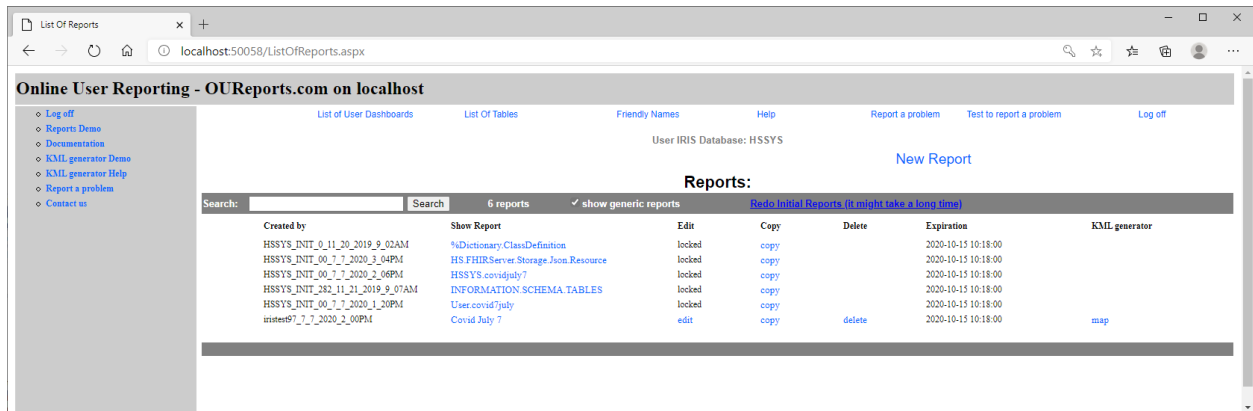 List Of Reports
localhost:50058/ListOfReports.aspx
Online User Reporting - OUReports.com on localhost
Log off
Reports Demo
Documentation
KML generator Demo
KML generator Help
Report a problem
Contact us
List of User Dashboards List Of Tables Friendly Names Help Report a problem Test to report a problem Log off
User IRIS Database: HSSYS
New Report
Reports:
Search: Search 6 reports show generic reports Redo Initial Reports (it might take a long time)
Created by Show Report Edit Copy Delete Expiration KML generator
HSSYS_INIT_0_11_20_2019_9_02AM %Dictionary.ClassDefinition locked copy 2020-10-15 10:18:00
HSSYS_INIT_00_7_7_2020_3_04PM HS.FHIRServer.Storage.Json.Resource locked copy 2020-10-15 10:18:00
HSSYS_INIT_00_7_7_2020_2_06PM HSSYS.covidjuly7 locked copy 2020-10-15 10:18:00
HSSYS_INIT_282_11_21_2019_9_07AM INFORMATION.SCHEMA.TABLES locked copy 2020-10-15 10:18:00
HSSYS_INIT_00_7_7_2020_1_20PM User.covid7july locked copy 2020-10-15 10:18:00
iristest97_7_7_2020_2_00PM Covid July 7 edit copy delete 2020-10-15 10:18:00 map